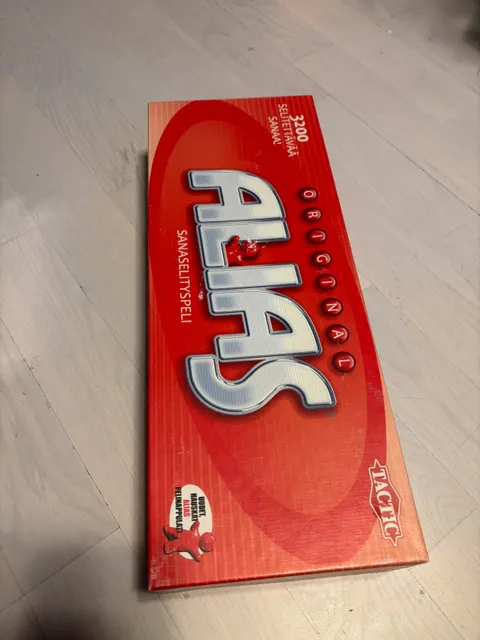 3200
SELITETTÄVÄÄ
SANAA!
ORIGINAL
ALIAS
SANASELITYSPELI
UUDET,
HAUSKAT
ALIAS
PELINAPPULAT!
TACTIC